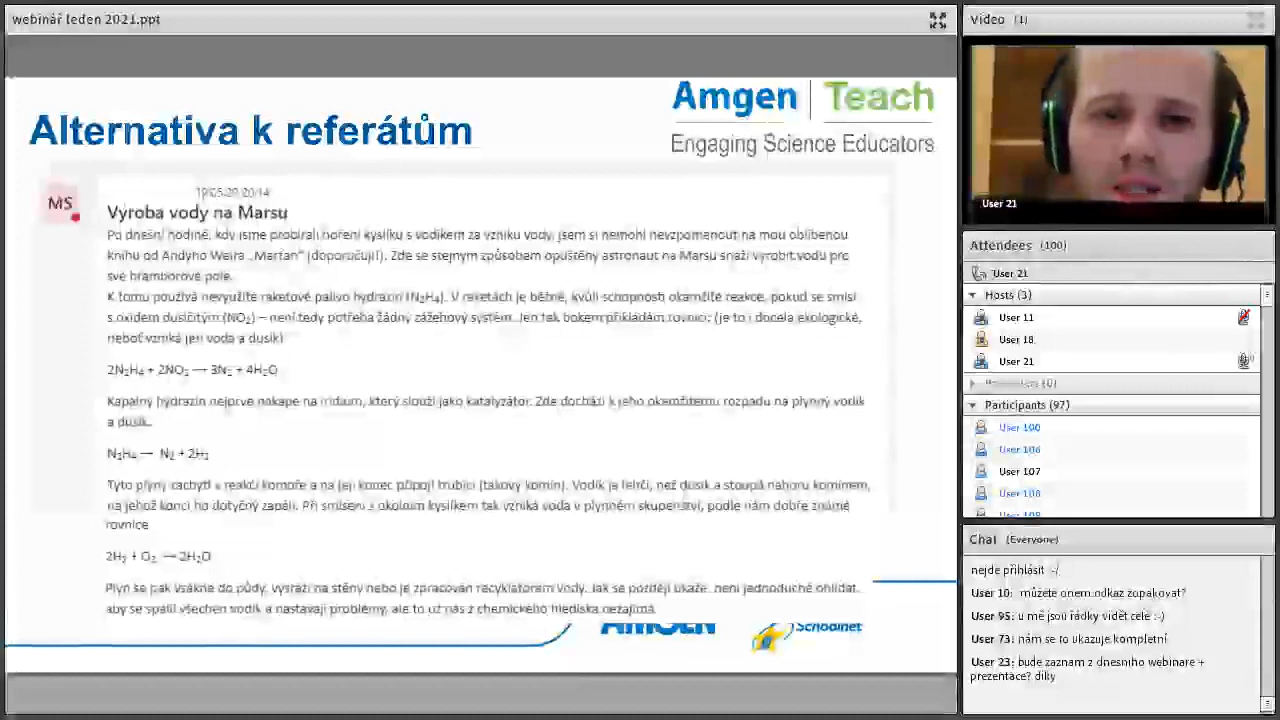 webinář leden 2021.ppt
Alternativa k referátům
Amgen Teach
Engaging Science Educators
MS
Výroba vody na Marsu
Po dnešní hodině, kdy jsme probírali hoření kyslíku s vodíkem za vzniku vody, jsem si nemohl nevzpomenout na mou oblíbenou
knihu od Andyho Weira „Marťan“ (doporučuji). Zde se stejným způsobem opuštěný astronaut na Marsu snaží vyrobit vodu pro
své bramborové pole.
K tomu používá nevyužité raketové palivo hydrazin (N₂H₄). V raketách je běžné, kvůli schopnosti okamžité reakce, pokud se smísí
s oxidem dusičitým (NO₂) – není tedy potřeba žádný zážehový systém. Jen tak bokem přikládám rovnici: (je to i docela ekologické,
neboť vzniká jen voda a dusík)
2N₂H₄ + 2NO₂ → 3N₂ + 4H₂O
Kapalný hydrazin nejprve nakape na iridium, který slouží jako katalyzátor. Zde dochází k jeho okamžitému rozpadu na plynný vodík
a dusík.
N₂H₄ → N₂ + 2H₂
Tyto plyny zachytí v reakční komoře a na její konec připojí trubici (takový komín). Vodík je lehčí, než dusík a stoupá nahoru komínem,
na jehož konci ho dotyčný zapálí. Při smísení s okolním kyslíkem tak vzniká voda v plynném skupenství, podle nám dobře známé
rovnice
2H₂ + O₂ → 2H₂O
Plyn se pak vsákne do půdy, vysráží na stěny nebo je zpracován recyklátorem vody. Jak se později ukáže, není jednoduché ohlídat,
aby se spálil všechen vodík a nastávají problémy, ale to už nás z chemického hlediska nezajímá.
AMGEN Schoolnet
Video (1)
User 21
Attendees (100)
User 21
Hosts (3)
User 11
User 18
User 21
Participants (97)
User 100
User 106
User 107
User 108
User 109
Chat (Everyone)
nejde přihlásit :-/
User 10: můžete onem odkaz zopakovat?
User 95: u mě jsou řádky vidět celé :-)
User 73: nám se to ukazuje kompletní
User 23: bude zaznam z dnesniho webinare +
prezentace? diky